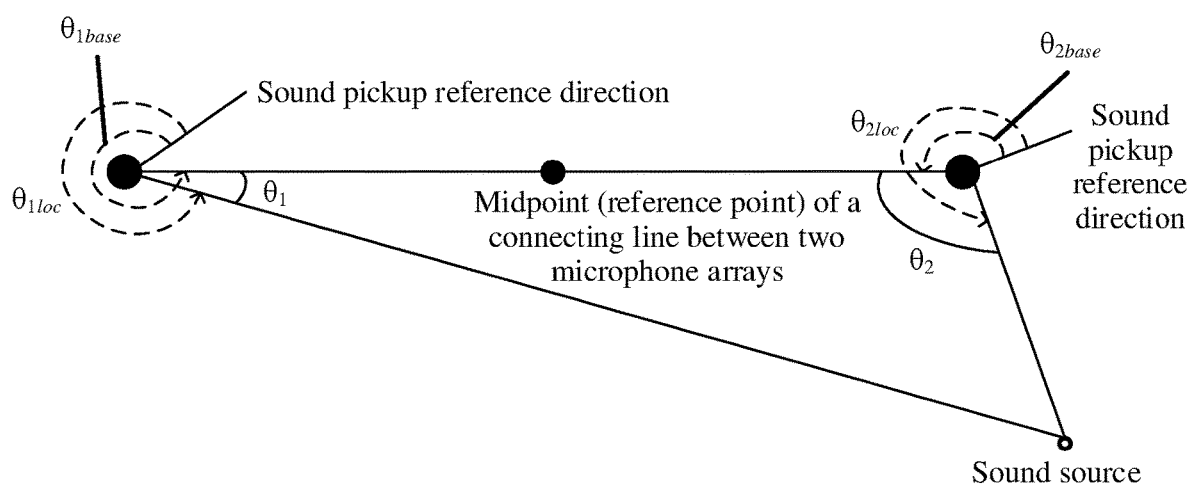 θ1base
Sound pickup reference direction
θ2base
θ2loc
Sound
pickup
reference
direction
θ1loc
θ1
Midpoint (reference point) of a
connecting line between two
microphone arrays
θ2
Sound source